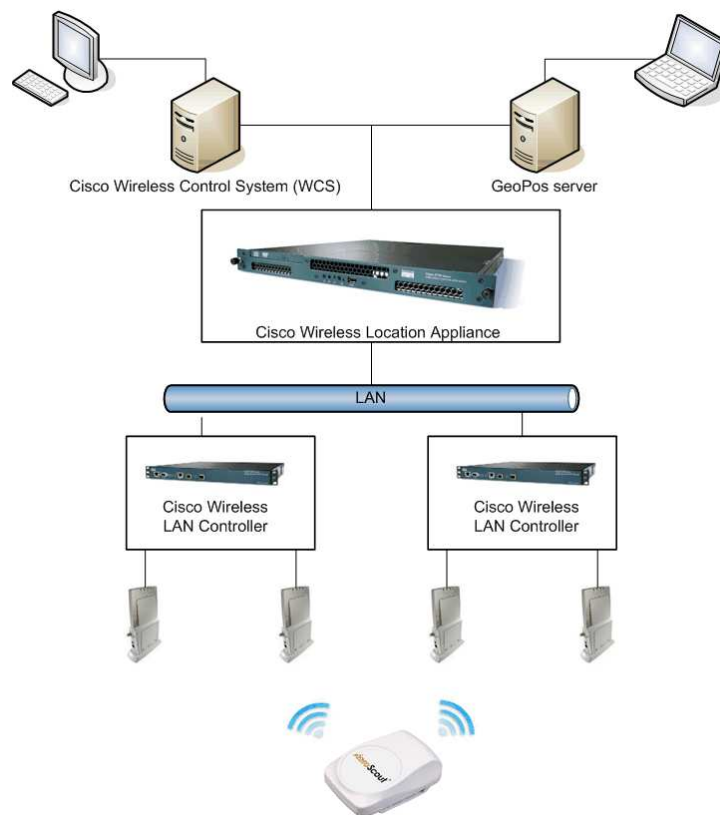 Cisco Wireless Control System (WCS)
GeoPos server
Cisco Wireless Location Appliance
LAN
Cisco Wireless
LAN Controller
Cisco Wireless
LAN Controller
AeroScout